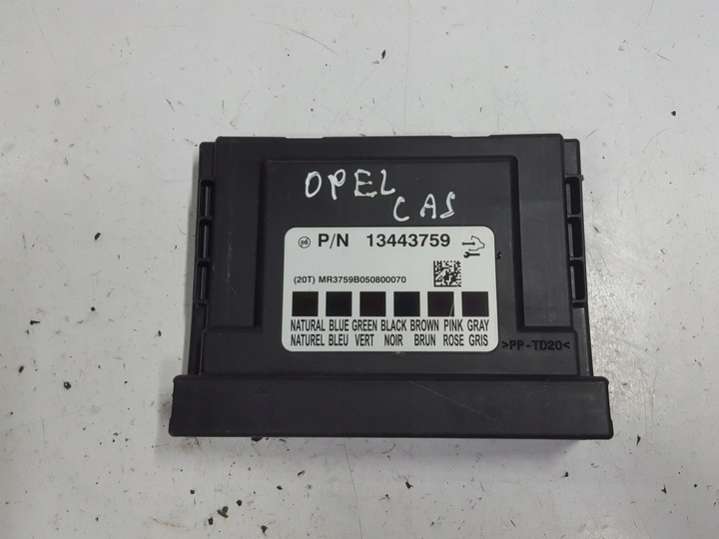 OPEL
CAS
P/N 13443759
(20T) MR3759B050800070
NATURAL BLUE GREEN BLACK BROWN PINK GRAY
NATUREL BLEU VERT NOIR BRUN ROSE GRIS
>PP-TD20<